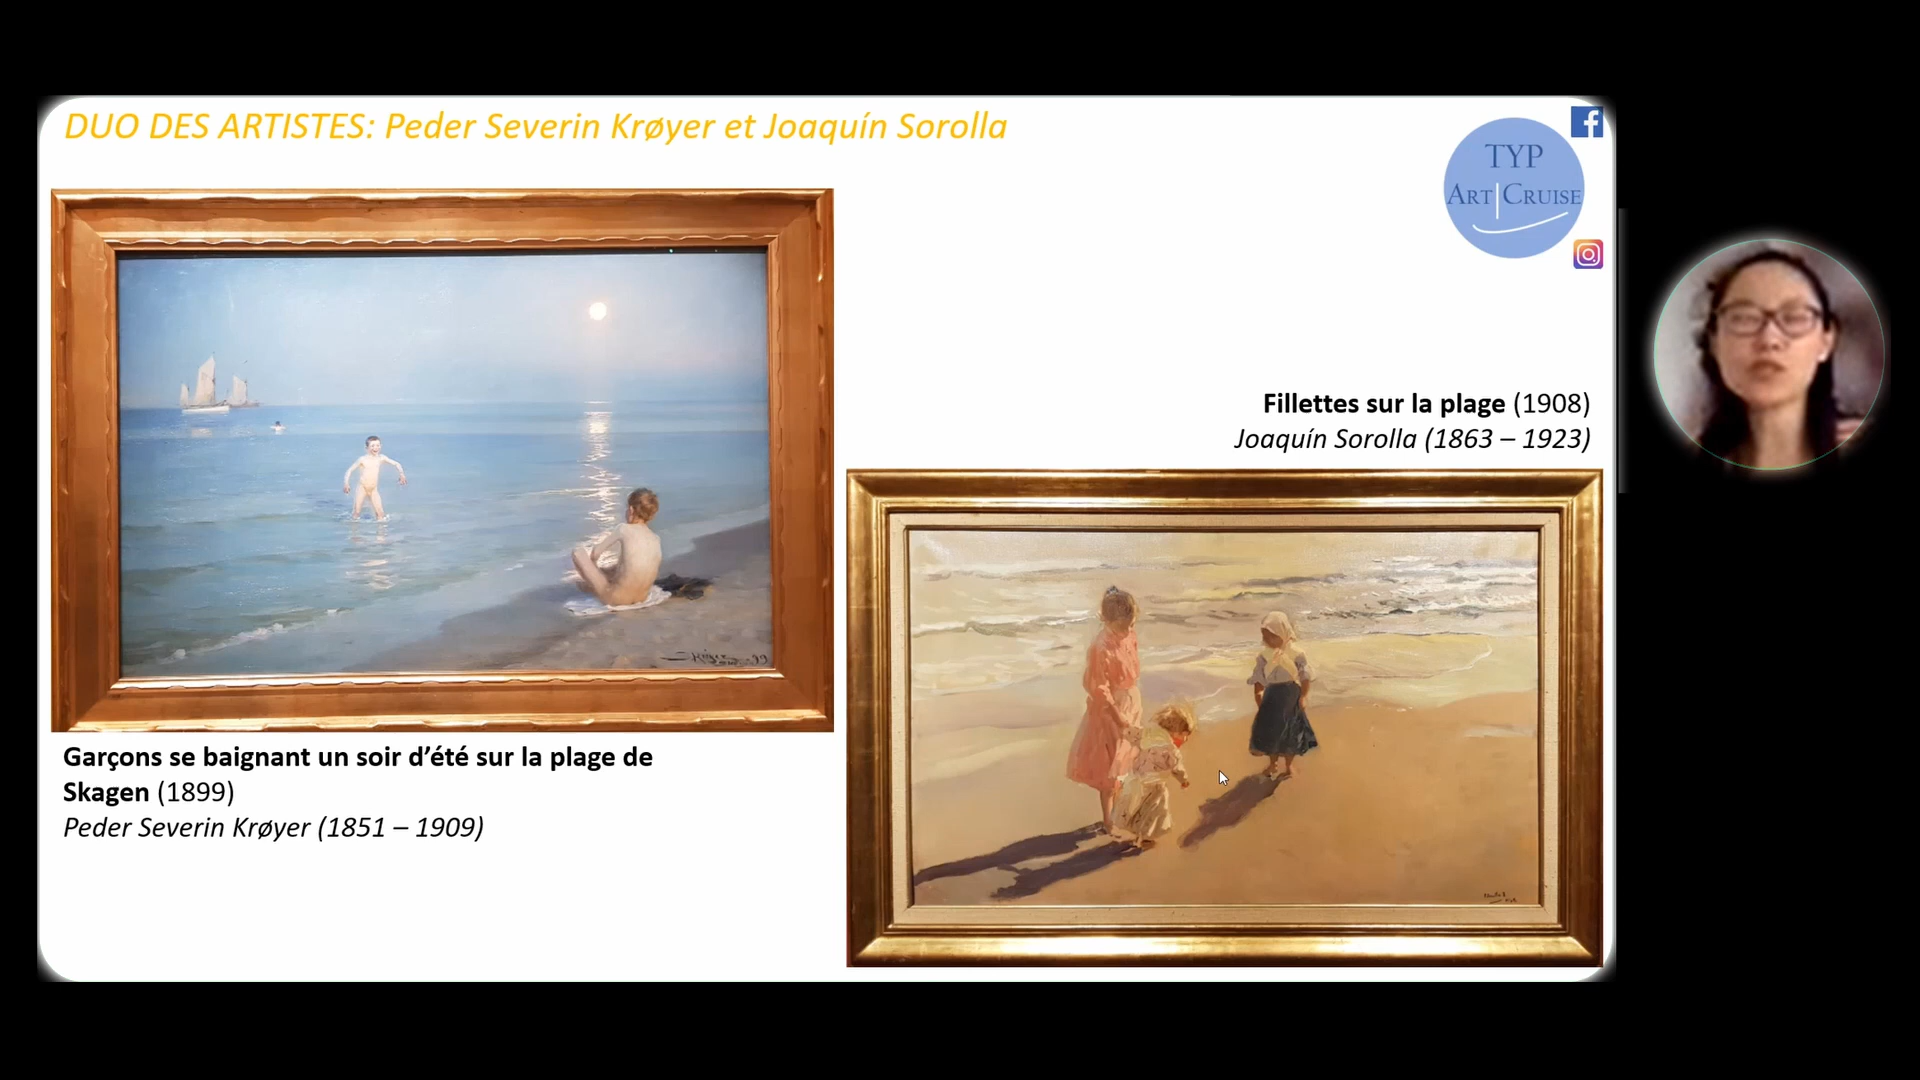 DUO DES ARTISTES: Peder Severin Krøyer et Joaquín Sorolla
TYP
ART|CRUISE
Fillettes sur la plage (1908)
Joaquín Sorolla (1863 – 1923)
Garçons se baignant un soir d’été sur la plage de
Skagen (1899)
Peder Severin Krøyer (1851 – 1909)